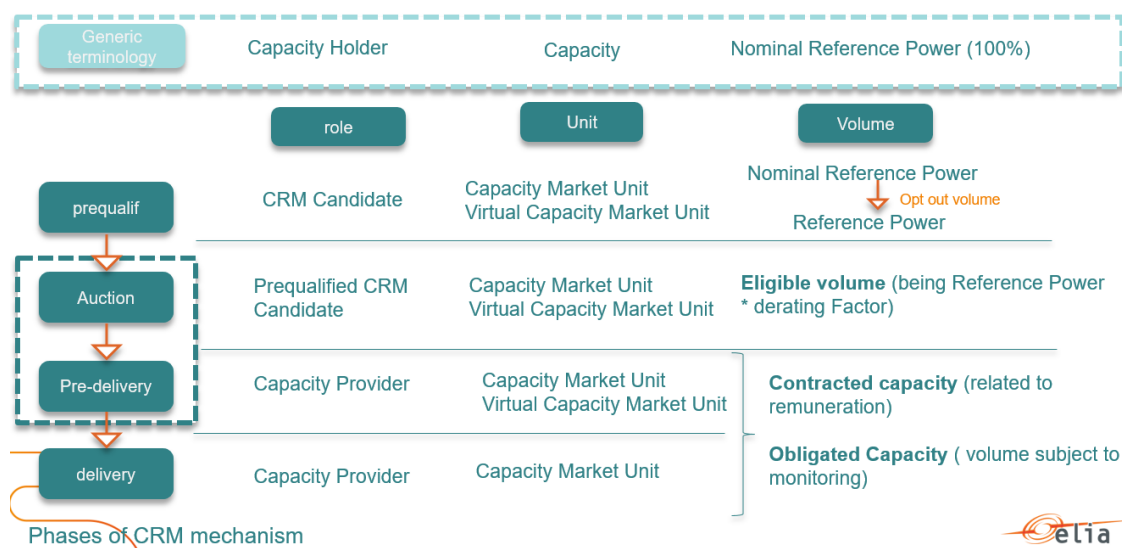 Generic
terminology
Capacity Holder
Capacity
Nominal Reference Power (100%)
role
Unit
Volume
prequalif
CRM Candidate
Capacity Market Unit
Virtual Capacity Market Unit
Nominal Reference Power
Opt out volume
Reference Power
Auction
Prequalified CRM
Candidate
Capacity Market Unit
Virtual Capacity Market Unit
Eligible volume (being Reference Power
* derating Factor)
Pre-delivery
Capacity Provider
Capacity Market Unit
Virtual Capacity Market Unit
Contracted capacity (related to
remuneration)
delivery
Capacity Provider
Capacity Market Unit
Obligated Capacity ( volume subject to
monitoring)
Phases of CRM mechanism
elia